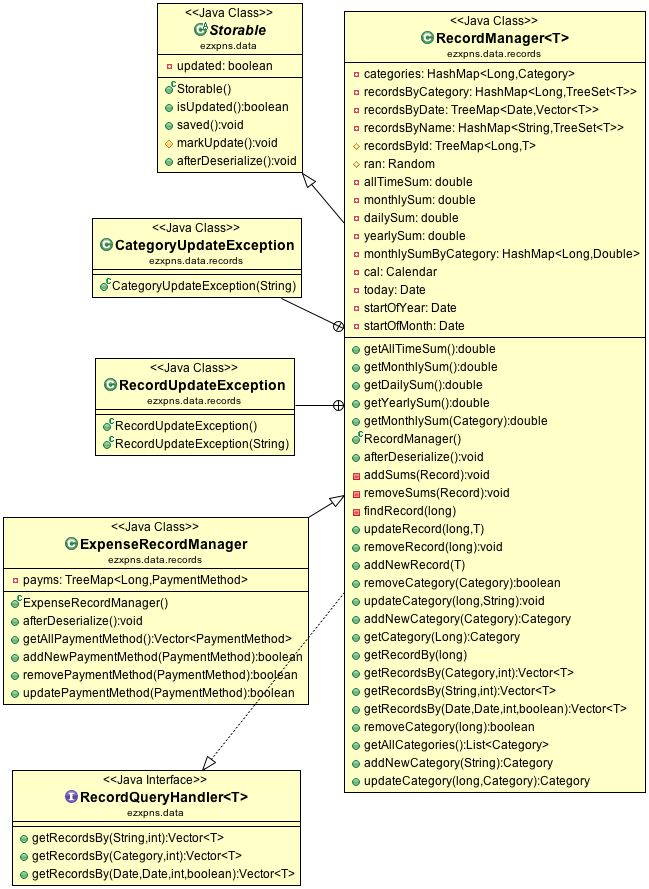 <<Java Class>>
Storable
ezxpns.data
updated: boolean
Storable()
isUpdated():boolean
saved():void
markUpdate():void
afterDeserialize():void
<<Java Class>>
CategoryUpdateException
ezxpns.data.records
CategoryUpdateException(String)
<<Java Class>>
RecordUpdateException
ezxpns.data.records
RecordUpdateException()
RecordUpdateException(String)
<<Java Class>>
ExpenseRecordManager
ezxpns.data.records
payms: TreeMap<Long,PaymentMethod>
ExpenseRecordManager()
afterDeserialize():void
getAllPaymentMethod():Vector<PaymentMethod>
addNewPaymentMethod(PaymentMethod):boolean
removePaymentMethod(PaymentMethod):boolean
updatePaymentMethod(PaymentMethod):boolean
<<Java Interface>>
RecordQueryHandler<T>
ezxpns.data
getRecordsBy(String,int):Vector<T>
getRecordsBy(Category,int):Vector<T>
getRecordsBy(Date,Date,int,boolean):Vector<T>
<<Java Class>>
RecordManager<T>
ezxpns.data.records
categories: HashMap<Long,Category>
recordsByCategory: HashMap<Long,TreeSet<T>>
recordsByDate: TreeMap<Date,Vector<T>>
recordsByName: HashMap<String,TreeSet<T>>
recordsById: TreeMap<Long,T>
ran: Random
allTimeSum: double
monthlySum: double
dailySum: double
yearlySum: double
monthlySumByCategory: HashMap<Long,Double>
cal: Calendar
today: Date
startOfYear: Date
startOfMonth: Date
getAllTimeSum():double
getMonthlySum():double
getDailySum():double
getYearlySum():double
getMonthlySum(Category):double
RecordManager()
afterDeserialize():void
addSums(Record):void
removeSums(Record):void
findRecord(long)
updateRecord(long,T)
removeRecord(long):void
addNewRecord(T)
removeCategory(Category):boolean
updateCategory(long,String):void
addNewCategory(Category):Category
getCategory(Long):Category
getRecordBy(long)
getRecordsBy(Category,int):Vector<T>
getRecordsBy(String,int):Vector<T>
getRecordsBy(Date,Date,int,boolean):Vector<T>
removeCategory(long):boolean
getAllCategories():List<Category>
addNewCategory(String):Category
updateCategory(long,Category):Category